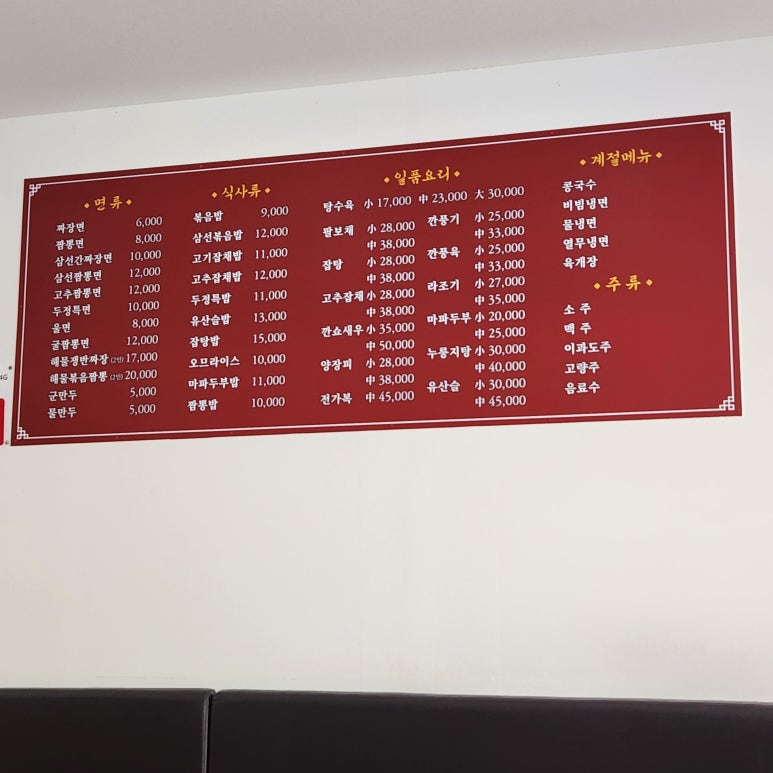 면 류
짜장면 6,000
짬뽕면 8,000
삼선간짜장면 10,000
삼선짬뽕면 12,000
고추짬뽕면 12,000
두정특면 10,000
울면 8,000
굴짬뽕면 12,000
해물쟁반짜장 (2인) 17,000
해물볶음짬뽕 (2인) 20,000
군만두 5,000
물만두 5,000
식사류
볶음밥 9,000
삼선볶음밥 12,000
고기잡채밥 11,000
고추잡채밥 12,000
두정특밥 11,000
유산슬밥 13,000
잡탕밥 15,000
오므라이스 10,000
마파두부밥 11,000
짬뽕밥 10,000
일품요리
탕수육 小 17,000 中 23,000 大 30,000
팔보채 小 28,000
中 38,000
잡탕 小 28,000
中 38,000
고추잡채 小 28,000
中 38,000
깐쇼새우 小 35,000
中 50,000
양장피 小 28,000
中 38,000
전가복 中 45,000
깐풍기 小 25,000
中 33,000
깐풍육 小 25,000
中 33,000
라조기 小 27,000
中 35,000
마파두부 小 20,000
中 25,000
누룽지탕 小 30,000
中 40,000
유산슬 小 30,000
中 45,000
계절메뉴
콩국수
비빔냉면
물냉면
열무냉면
육개장
주 류
소 주
맥 주
이과도주
고량주
음료수
4G